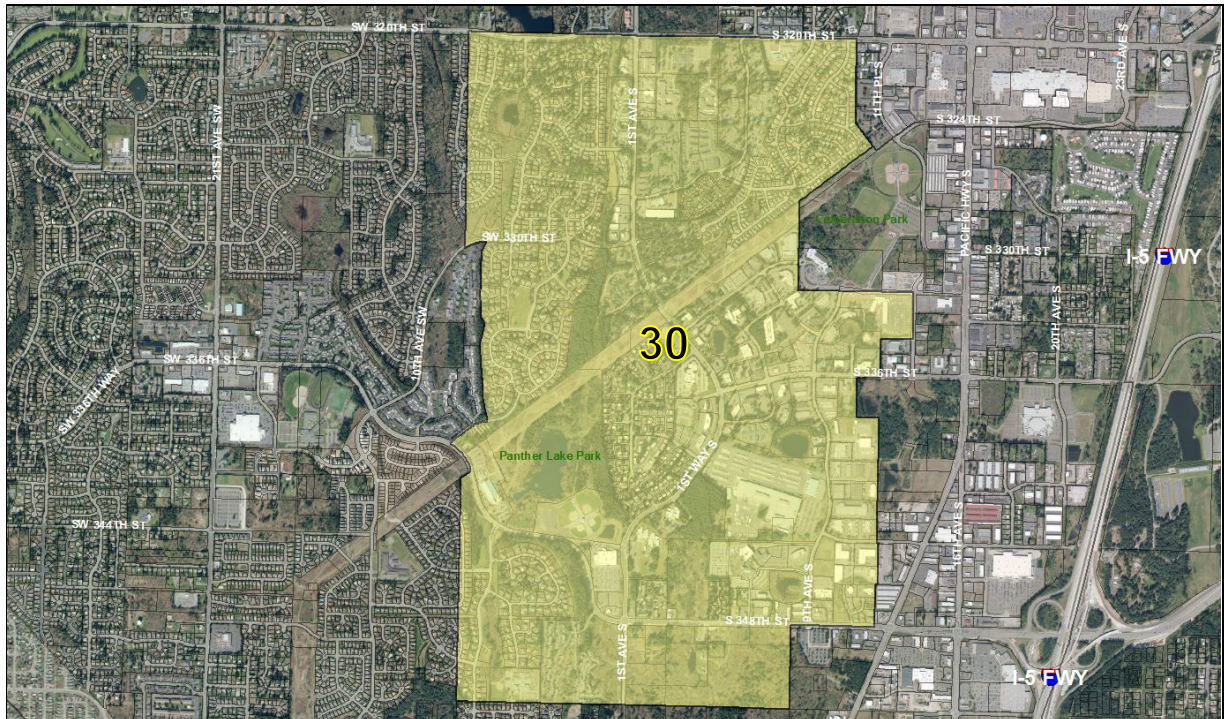 SW 320TH ST
S 320TH ST
23RD AVE S
11TH PL S
1ST AVE S
21ST AVE SW
S 324TH ST
PACIFIC HWY S
SW 330TH ST
S 330TH ST
I-5 FWY
20TH AVE S
10TH AVE SW
30
SW 336TH ST
S 336TH ST
SW 336TH WAY
Panther Lake Park
1ST WAY S
SW 344TH ST
16TH AVE S
9TH AVE S
S 348TH ST
1ST AVE S
I-5 FWY